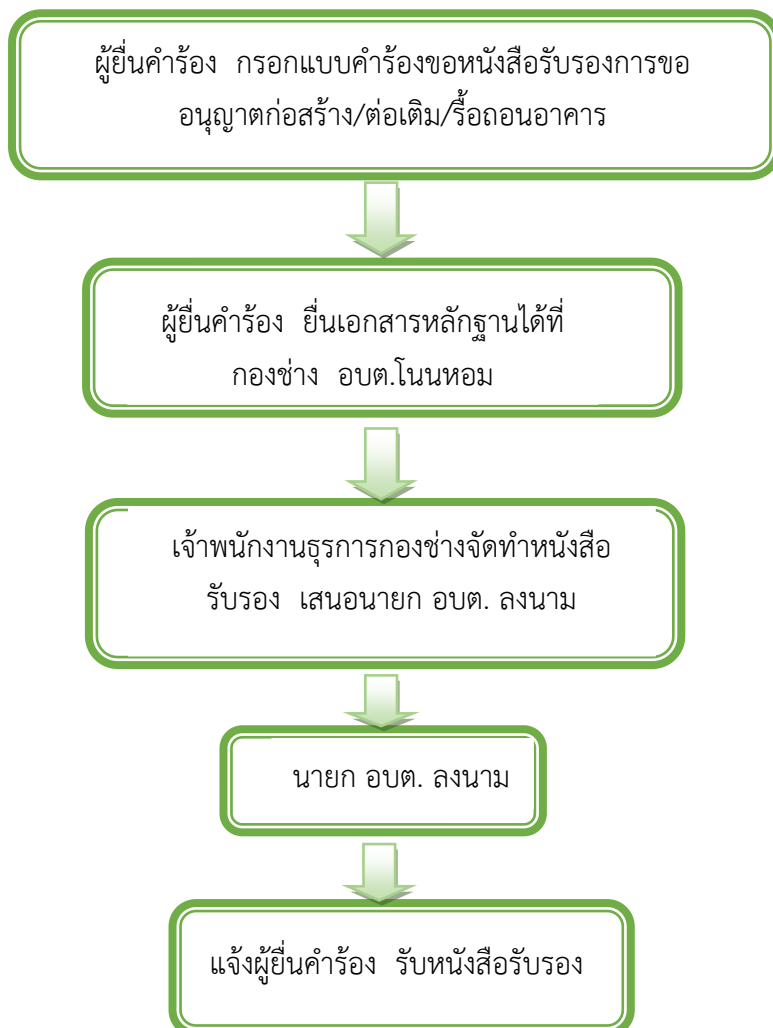 ผู้ยื่นคำร้อง กรอกแบบคำร้องขอหนังสือรับรองการขอ
อนุญาตก่อสร้าง/ต่อเติม/รื้อถอนอาคาร
ผู้ยื่นคำร้อง ยื่นเอกสารหลักฐานได้ที่
กองช่าง อบต.โนนหอม
เจ้าพนักงานธุรการกองช่างจัดทำหนังสือ
รับรอง เสนอนายก อบต. ลงนาม
นายก อบต. ลงนาม
แจ้งผู้ยื่นคำร้อง รับหนังสือรับรอง